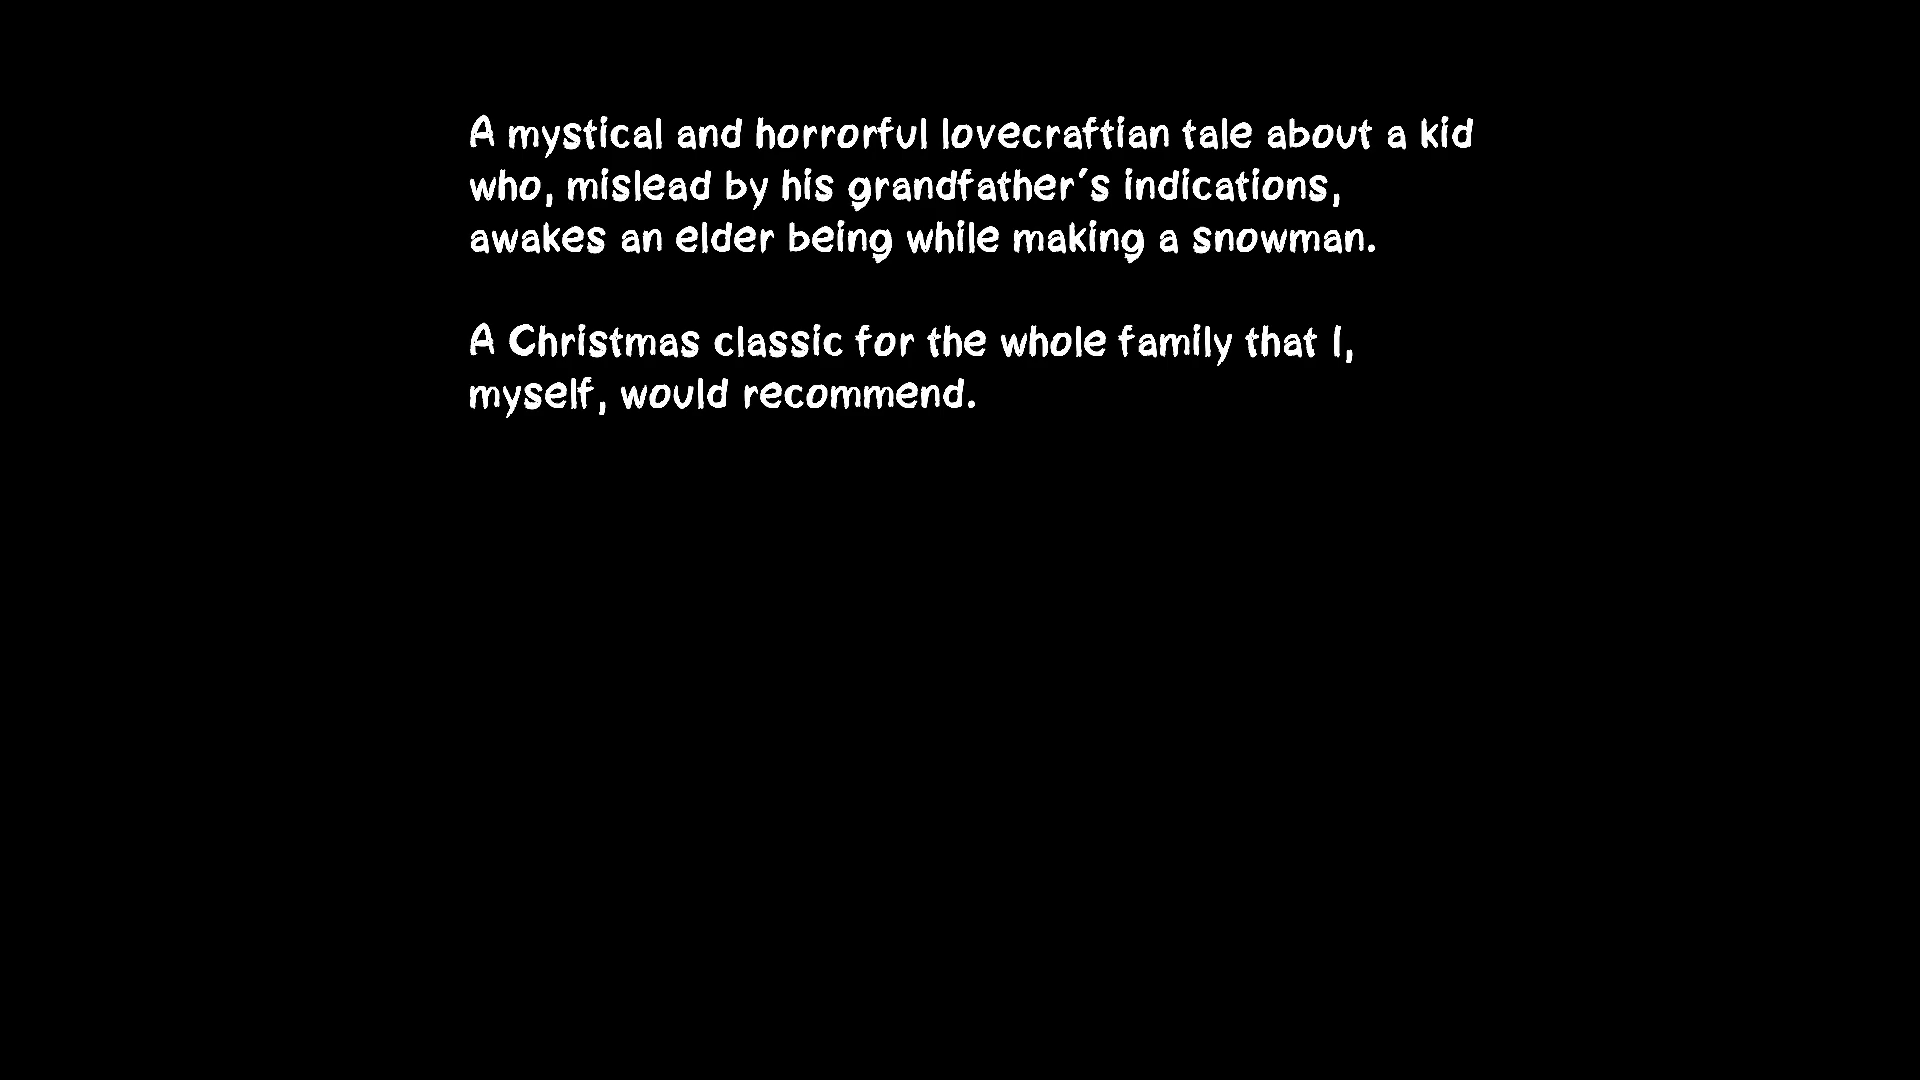 A mystical and horrorful lovecraftian tale about a kid
who, mislead by his grandfather's indications,
awakes an elder being while making a snowman.
A Christmas classic for the whole family that I,
myself, would recommend.